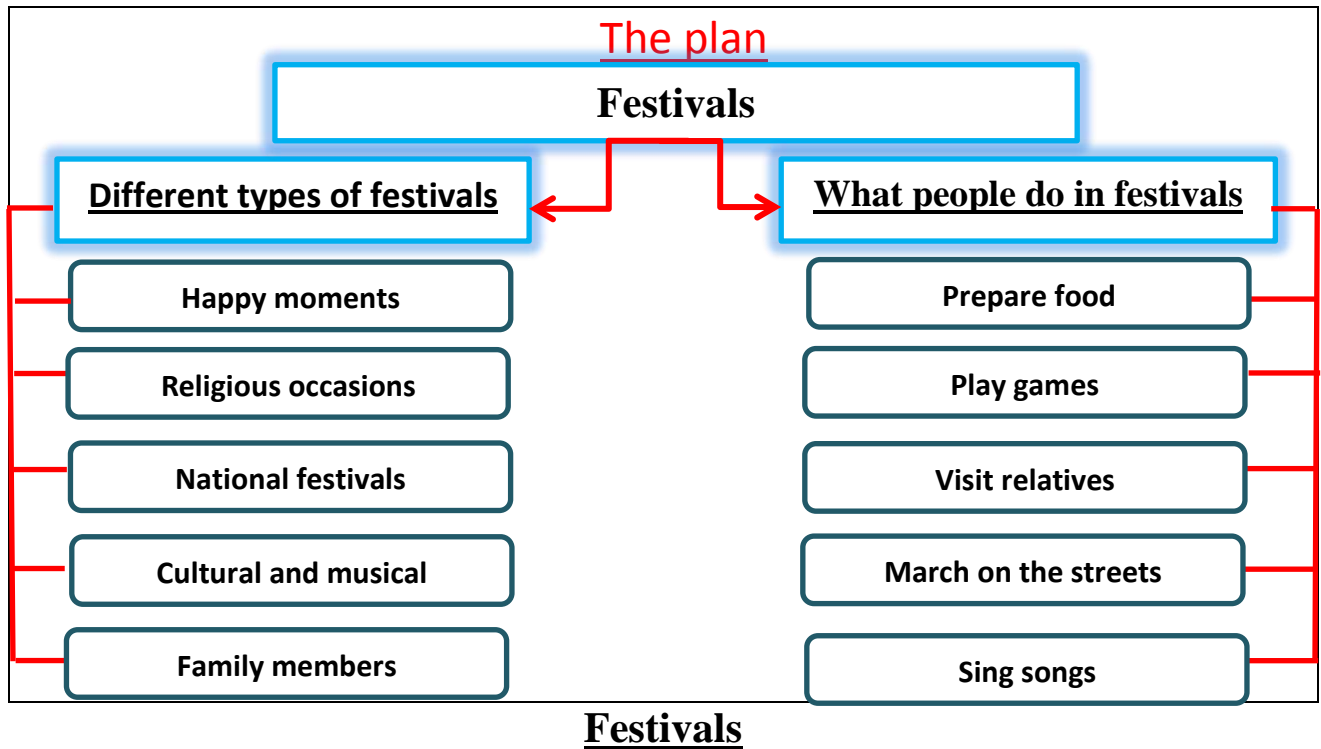 The plan
Festivals
Different types of festivals
Happy moments
Religious occasions
National festivals
Cultural and musical
Family members
What people do in festivals
Prepare food
Play games
Visit relatives
March on the streets
Sing songs
Festivals